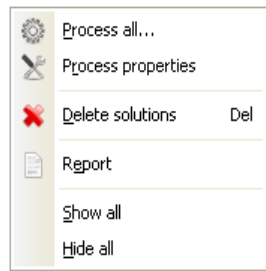 Process all...
Process properties
Delete solutions Del
Report
Show all
Hide all